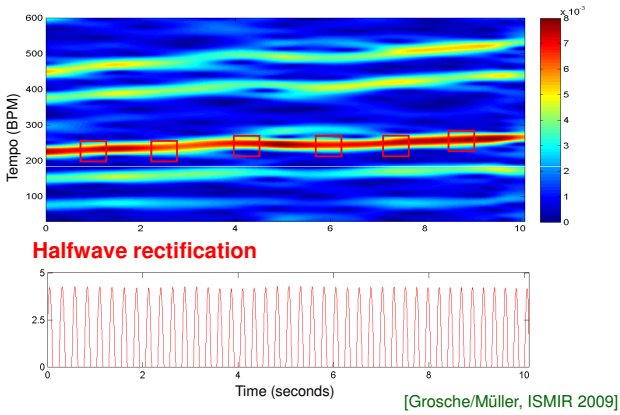 x 10⁻³
600
500
400
300
200
100
Tempo (BPM)
0 2 4 6 8 10
8
7
6
5
4
3
2
1
0
Halfwave rectification
5
2.5
0
0 2 4 6 8 10
Time (seconds)
[Grosche/Müller, ISMIR 2009]